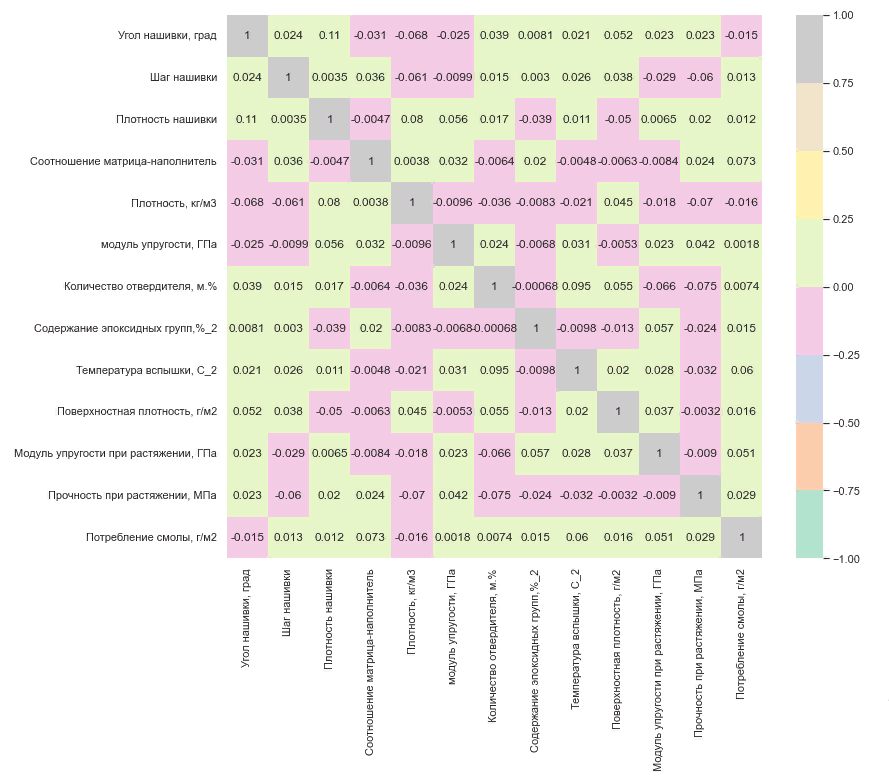 Угол нашивки, град 1 0.024 0.11 -0.031 -0.068 -0.025 0.039 0.0081 0.021 0.052 0.023 0.023 -0.015
Шаг нашивки 0.024 1 0.0035 0.036 -0.061 -0.0099 0.015 0.003 0.026 0.038 -0.029 -0.06 0.013
Плотность нашивки 0.11 0.0035 1 -0.0047 0.08 0.056 0.017 -0.039 0.011 -0.05 0.0065 0.02 0.012
Соотношение матрица-наполнитель -0.031 0.036 -0.0047 1 0.0038 0.032 -0.0064 0.02 -0.0048 -0.0063 -0.0084 0.024 0.073
Плотность, кг/м3 -0.068 -0.061 0.08 0.0038 1 -0.0096 -0.036 -0.0083 -0.021 0.045 -0.018 -0.07 -0.016
модуль упругости, ГПа -0.025 -0.0099 0.056 0.032 -0.0096 1 0.024 -0.0068 0.031 -0.0053 0.023 0.042 0.0018
Количество отвердителя, м.% 0.039 0.015 0.017 -0.0064 -0.036 0.024 1 -0.00068 0.095 0.055 -0.066 -0.075 0.0074
Содержание эпоксидных групп,%_2 0.0081 0.003 -0.039 0.02 -0.0083 -0.0068 -0.00068 1 -0.0098 -0.013 0.057 -0.024 0.015
Температура вспышки, С_2 0.021 0.026 0.011 -0.0048 -0.021 0.031 0.095 -0.0098 1 0.02 0.028 -0.032 0.06
Поверхностная плотность, г/м2 0.052 0.038 -0.05 -0.0063 0.045 -0.0053 0.055 -0.013 0.02 1 0.037 -0.0032 0.016
Модуль упругости при растяжении, ГПа 0.023 -0.029 0.0065 -0.0084 -0.018 0.023 -0.066 0.057 0.028 0.037 1 -0.009 0.051
Прочность при растяжении, МПа 0.023 -0.06 0.02 0.024 -0.07 0.042 -0.075 -0.024 -0.032 -0.0032 -0.009 1 0.029
Потребление смолы, г/м2 -0.015 0.013 0.012 0.073 -0.016 0.0018 0.0074 0.015 0.06 0.016 0.051 0.029 1
Угол нашивки, град
Шаг нашивки
Плотность нашивки
Соотношение матрица-наполнитель
Плотность, кг/м3
модуль упругости, ГПа
Количество отвердителя, м.%
Содержание эпоксидных групп,%_2
Температура вспышки, С_2
Поверхностная плотность, г/м2
Модуль упругости при растяжении, ГПа
Прочность при растяжении, МПа
Потребление смолы, г/м2
1.00
0.75
0.50
0.25
0.00
−0.25
−0.50
−0.75
−1.00